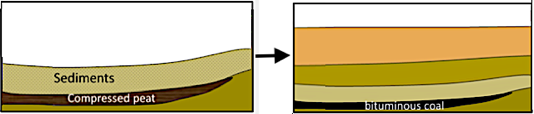 Sediments
Compressed peat
bituminous coal